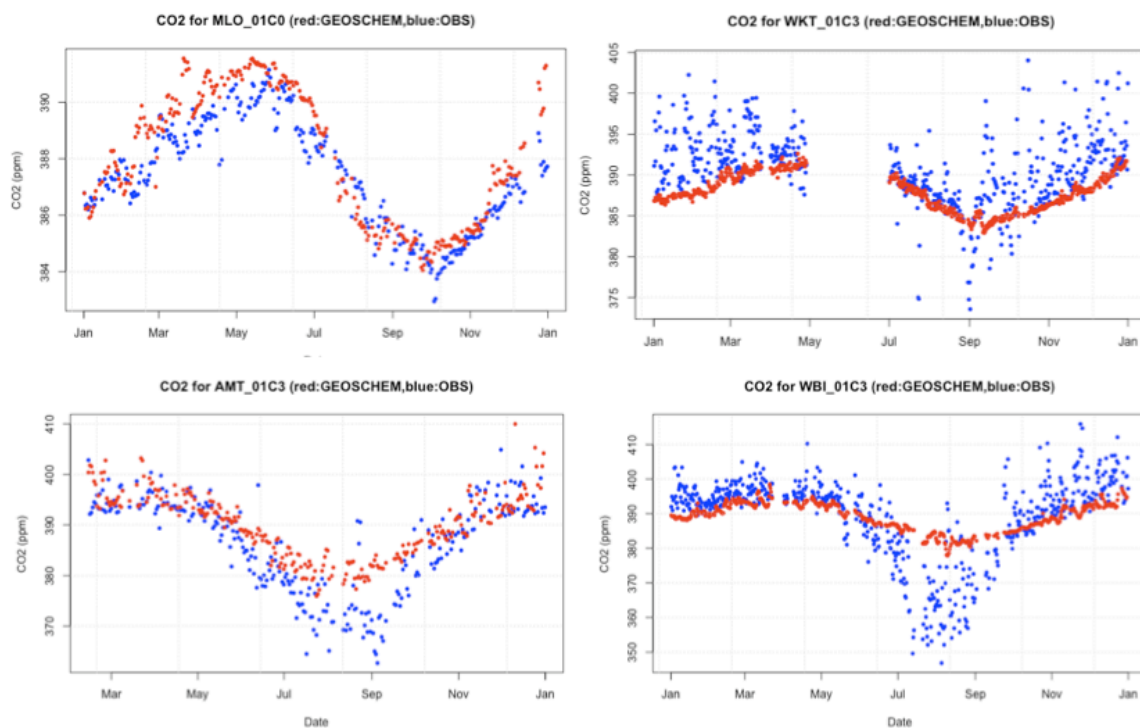 CO2 for MLO_01C0 (red:GEOSCHEM,blue:OBS)
CO2 (ppm)
390
388
386
384
Jan Mar May Jul Sep Nov Jan
CO2 for WKT_01C3 (red:GEOSCHEM,blue:OBS)
CO2 (ppm)
405
400
395
390
385
380
375
Jan Mar May Jul Sep Nov Jan
CO2 for AMT_01C3 (red:GEOSCHEM,blue:OBS)
CO2 (ppm)
410
400
390
380
370
Mar May Jul Sep Nov Jan
Date
CO2 for WBI_01C3 (red:GEOSCHEM,blue:OBS)
CO2 (ppm)
410
400
390
380
370
360
350
Jan Mar May Jul Sep Nov Jan
Date